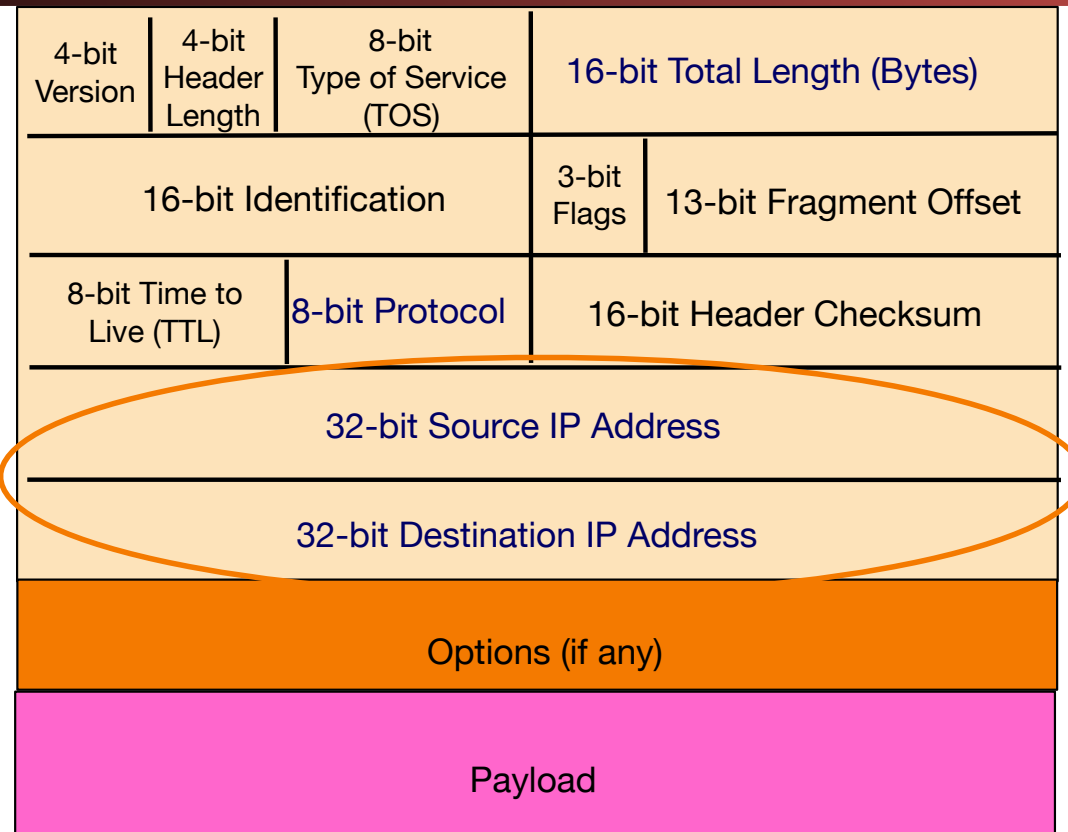 4-bit
Version
4-bit
Header
Length
8-bit
Type of Service
(TOS)
16-bit Total Length (Bytes)
16-bit Identification
3-bit
Flags
13-bit Fragment Offset
8-bit Time to
Live (TTL)
8-bit Protocol
16-bit Header Checksum
32-bit Source IP Address
32-bit Destination IP Address
Options (if any)
Payload